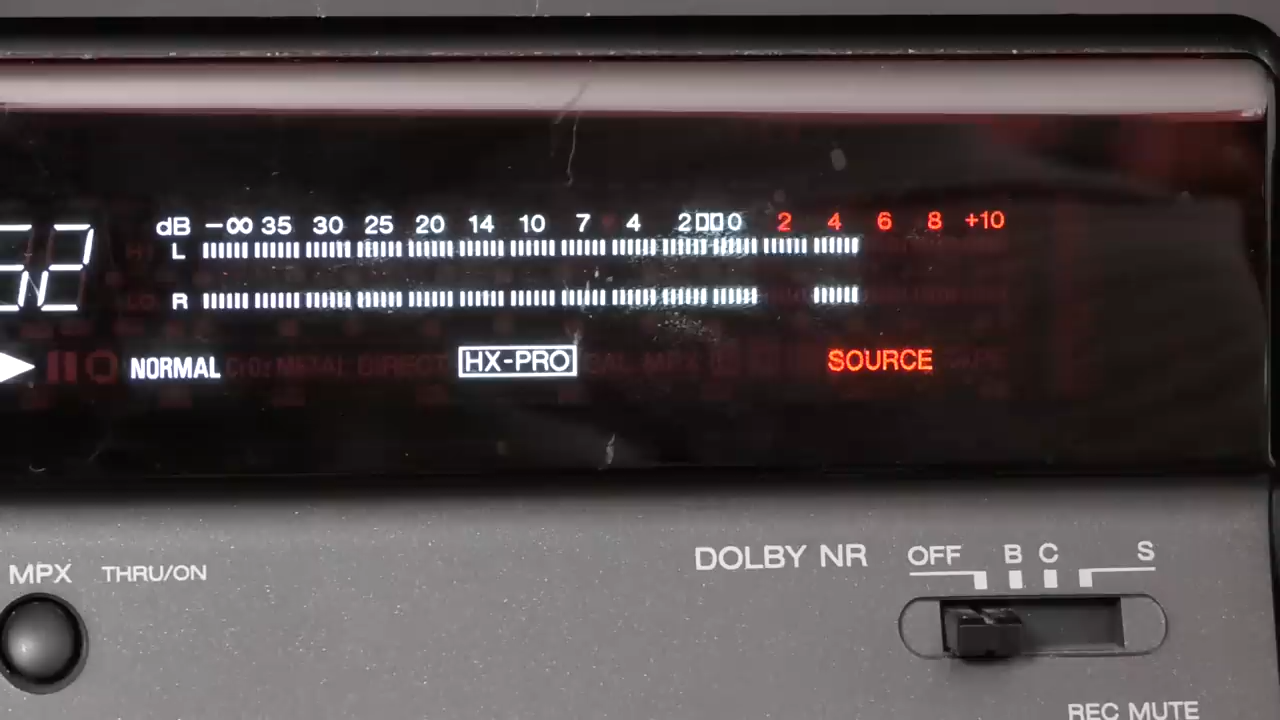 dB −∞ 35 30 25 20 14 10 7 4 2 0 2 4 6 8 +10
L
52
R
NORMAL HX-PRO SOURCE
DOLBY NR OFF B C S
MPX THRU/ON
REC MUTE